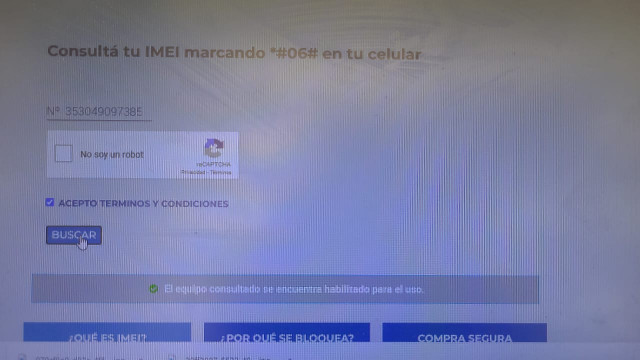 Consultá tu IMEI marcando *#06# en tu celular
Nº 353049097385
No soy un robot
reCAPTCHA
Privacidad - Términos
ACEPTO TERMINOS Y CONDICIONES
BUSCAR
El equipo consultado se encuentra habilitado para el uso.
¿QUÉ ES IMEI?
¿POR QUÉ SE BLOQUEA?
COMPRA SEGURA